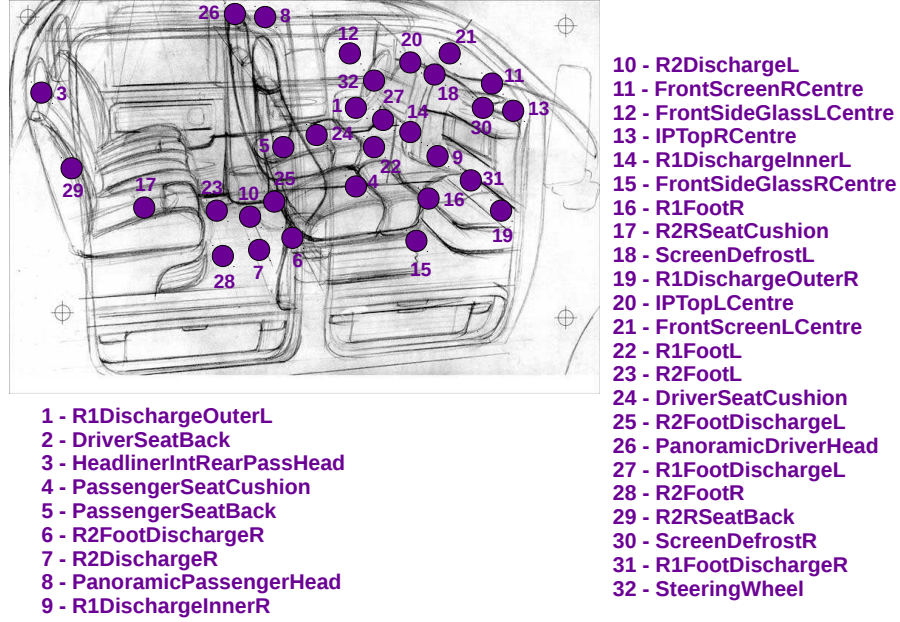 26
8
12
20
21
3
32
18
11
1
27
14
30
13
5
24
22
9
29
17
23
10
25
4
16
31
28
7
6
15
19
1 - R1DischargeOuterL
2 - DriverSeatBack
3 - HeadlinerIntRearPassHead
4 - PassengerSeatCushion
5 - PassengerSeatBack
6 - R2FootDischargeR
7 - R2DischargeR
8 - PanoramicPassengerHead
9 - R1DischargeInnerR
10 - R2DischargeL
11 - FrontScreenRCentre
12 - FrontSideGlassLCentre
13 - IPTopRCentre
14 - R1DischargeInnerL
15 - FrontSideGlassRCentre
16 - R1FootR
17 - R2RSeatCushion
18 - ScreenDefrostL
19 - R1DischargeOuterR
20 - IPTopLCentre
21 - FrontScreenLCentre
22 - R1FootL
23 - R2FootL
24 - DriverSeatCushion
25 - R2FootDischargeL
26 - PanoramicDriverHead
27 - R1FootDischargeL
28 - R2FootR
29 - R2RSeatBack
30 - ScreenDefrostR
31 - R1FootDischargeR
32 - SteeringWheel